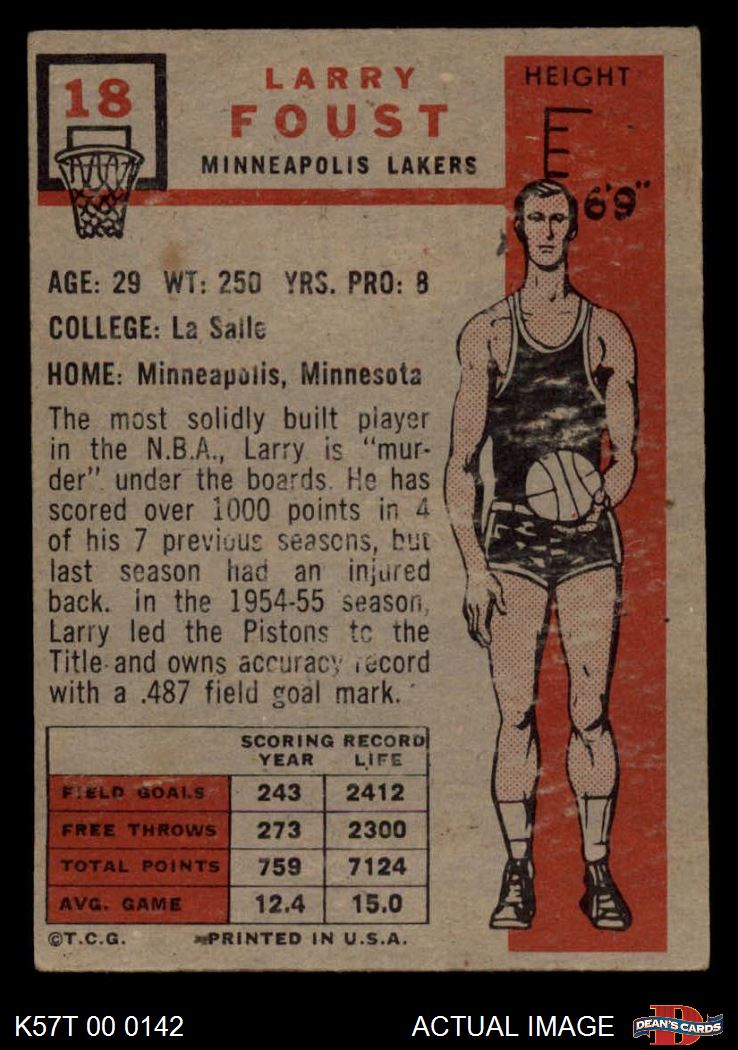 18
LARRY
FOUST
MINNEAPOLIS LAKERS
HEIGHT
6'9"
AGE: 29 WT: 250 YRS. PRO: 8
COLLEGE: La Salle
HOME: Minneapolis, Minnesota
The most solidly built player
in the N.B.A., Larry is “mur-
der” under the boards. He has
scored over 1000 points in 4
of his 7 previous seasons, but
last season had an injured
back. In the 1954-55 season,
Larry led the Pistons to the
Title and owns accuracy record
with a .487 field goal mark.
SCORING RECORD
YEAR LIFE
FIELD GOALS 243 2412
FREE THROWS 273 2300
TOTAL POINTS 759 7124
AVG. GAME 12.4 15.0
©T.C.G. PRINTED IN U.S.A.
K57T 00 0142
ACTUAL IMAGE
D
DEAN'S CARDS